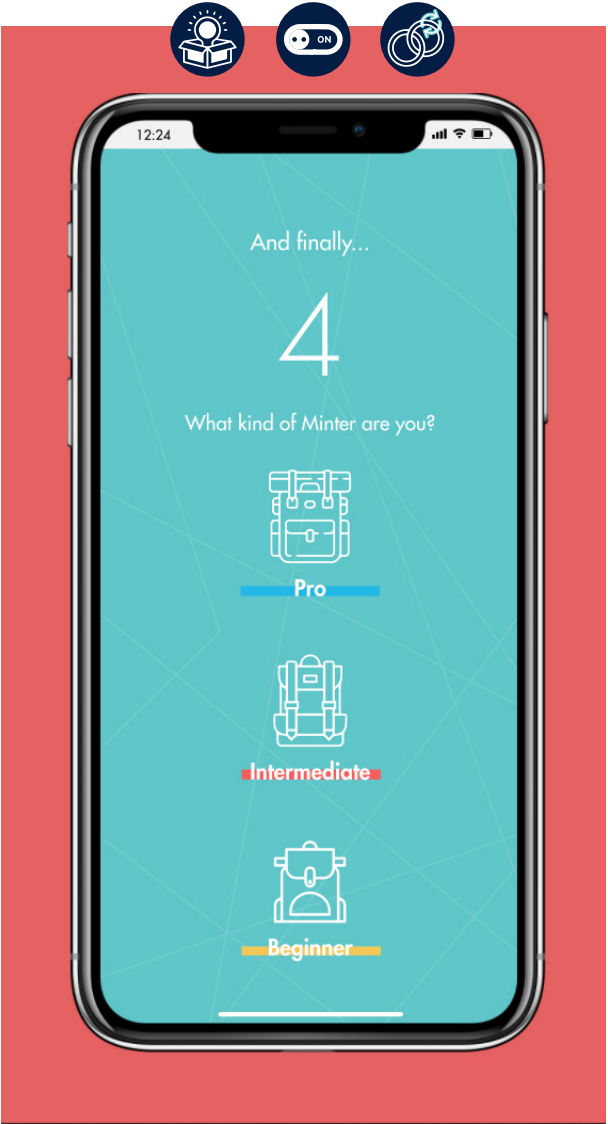 ON
12:24
And finally...
4
What kind of Minter are you?
Pro
Intermediate
Beginner